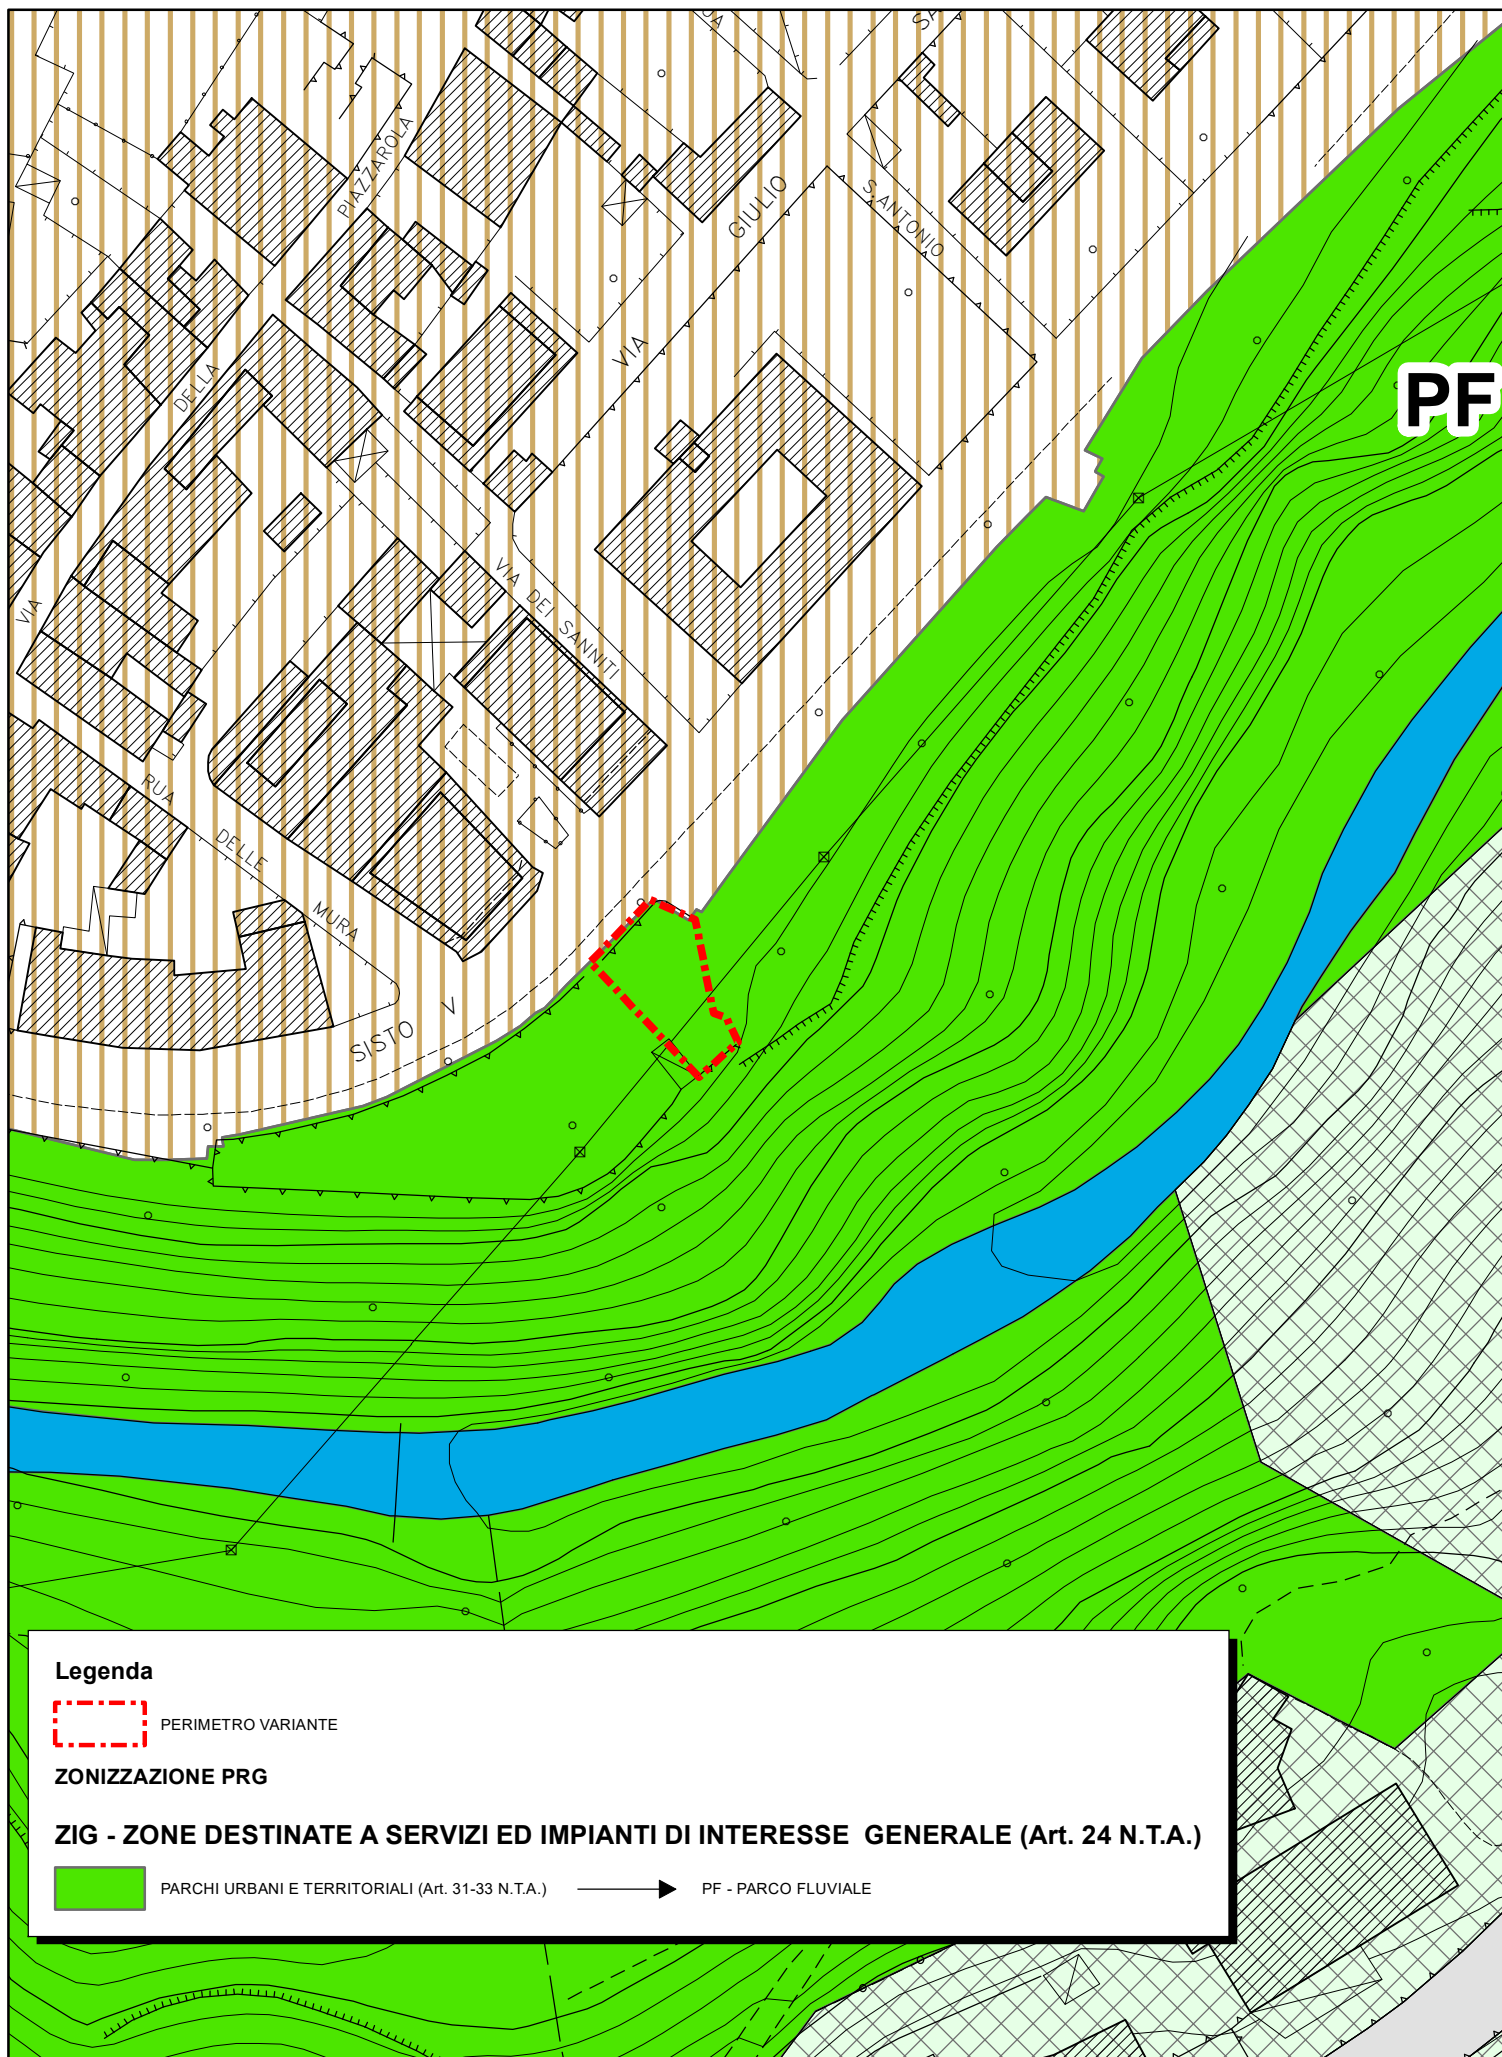 RUA
SA
PIAZZAROLA
GIULIO
S.ANTONIO
VIA
DELLA
PF
VIA DEI SANNITI
VIA
RUA
DELLE
MURA
SISTO V
Legenda
PERIMETRO VARIANTE
ZONIZZAZIONE PRG
ZIG - ZONE DESTINATE A SERVIZI ED IMPIANTI DI INTERESSE GENERALE (Art. 24 N.T.A.)
PARCHI URBANI E TERRITORIALI (Art. 31-33 N.T.A.) PF - PARCO FLUVIALE